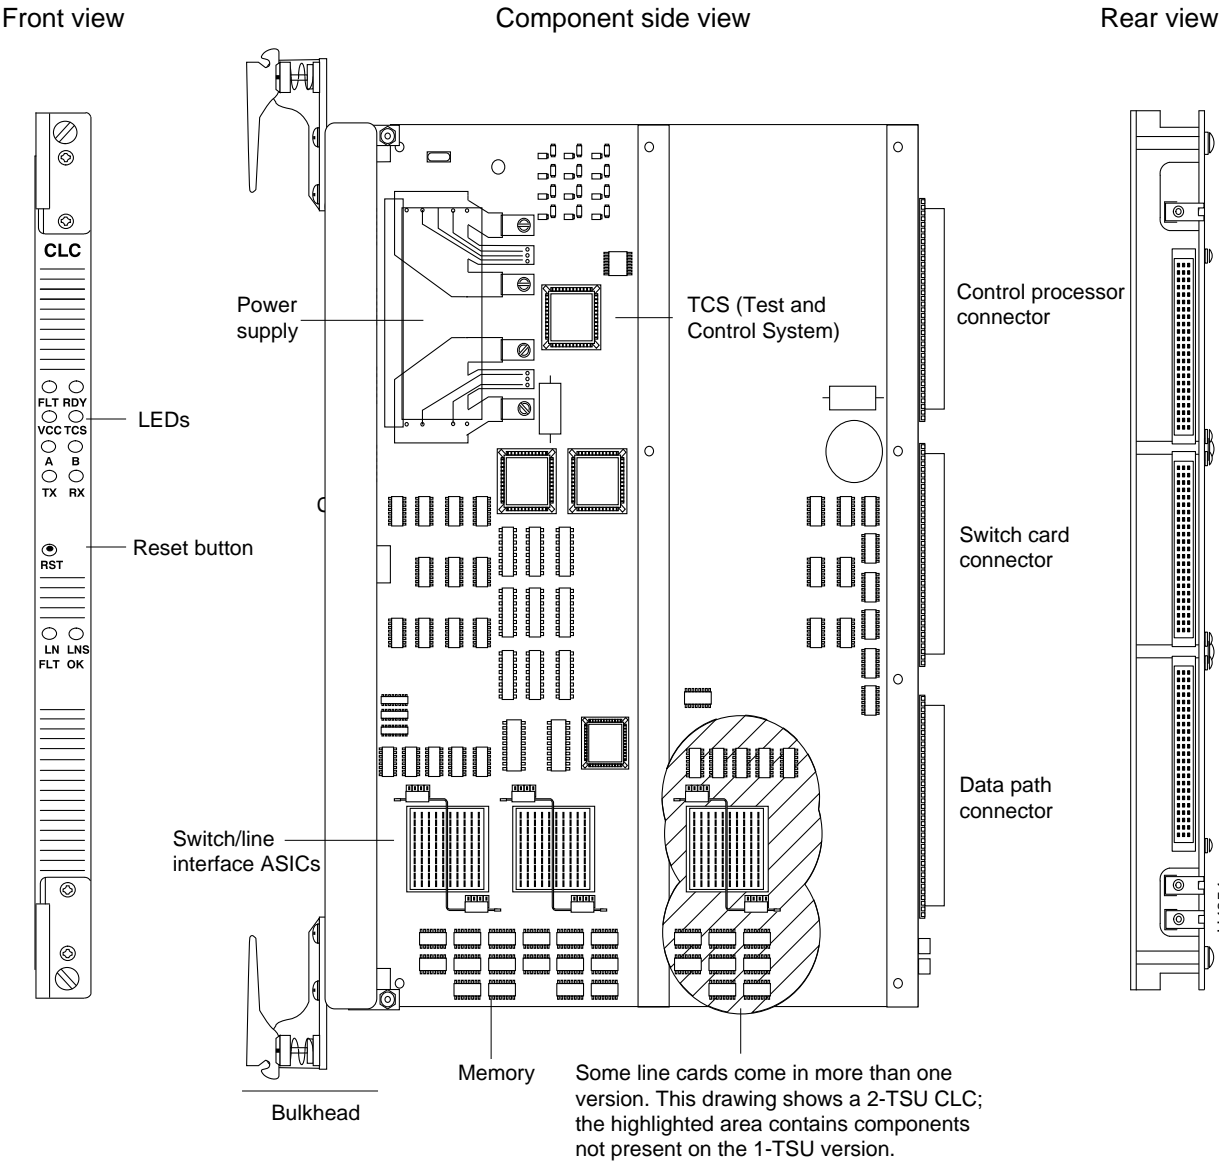 Front view
Component side view
Rear view
CLC
Power
supply
TCS (Test and
Control System)
Control processor
connector
FLT RDY
VCC TCS
A B
TX RX
LEDs
Reset button
RST
Switch card
connector
LN LNS
FLT OK
Data path
connector
Switch/line
interface ASICs
Memory
Bulkhead
Some line cards come in more than one
version. This drawing shows a 2-TSU CLC;
the highlighted area contains components
not present on the 1-TSU version.